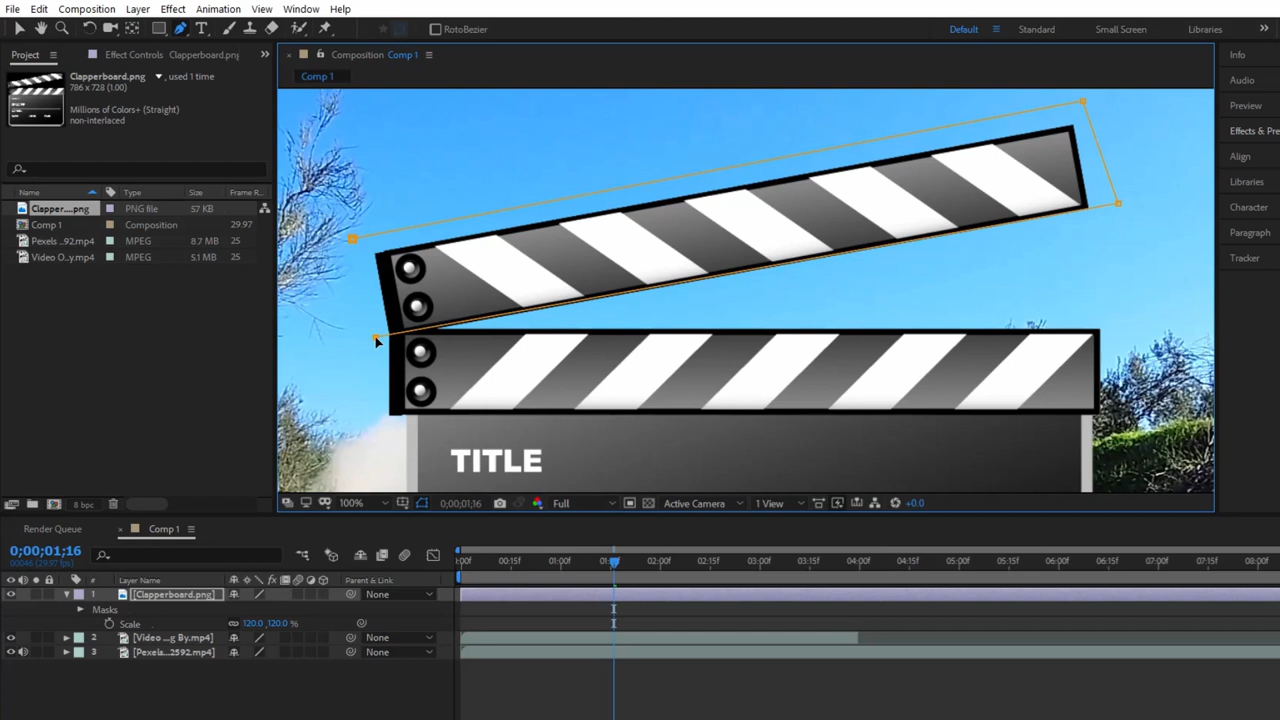 File Edit Composition Layer Effect Animation View Window Help
RotoBezier Default Standard Small Screen Libraries
Project Effect Controls Clapperboard.png
Composition Comp 1
Comp 1
Clapperboard.png , used 1 time
786 x 728 (1.00)
Millions of Colors+ (Straight)
non-interlaced
Name Type Size Frame R...
Clapper....png PNG file 57 KB
Comp 1 Composition 29.97
Pexels ...92.mp4 MPEG 8.7 MB 25
Video O...y.mp4 MPEG 5.1 MB 25
8 bpc
TITLE
100% 0;00;01;16 Full Active Camera 1 View +0.0
Info
Audio
Preview
Effects & Pre
Align
Libraries
Character
Paragraph
Tracker
Render Queue Comp 1
0;00;01;16
00046 (29.97 fps)
# Layer Name Parent & Link
1 [Clapperboard.png] None
Masks
Scale 120.0,120.0 %
2 [Video ...g By.mp4] None
3 [Pexels...2592.mp4] None
:00f 00:15f 01:00f 02:00f 02:15f 03:00f 03:15f 04:00f 04:15f 05:00f 05:15f 06:00f 06:15f 07:00f 07:15f 08:00f